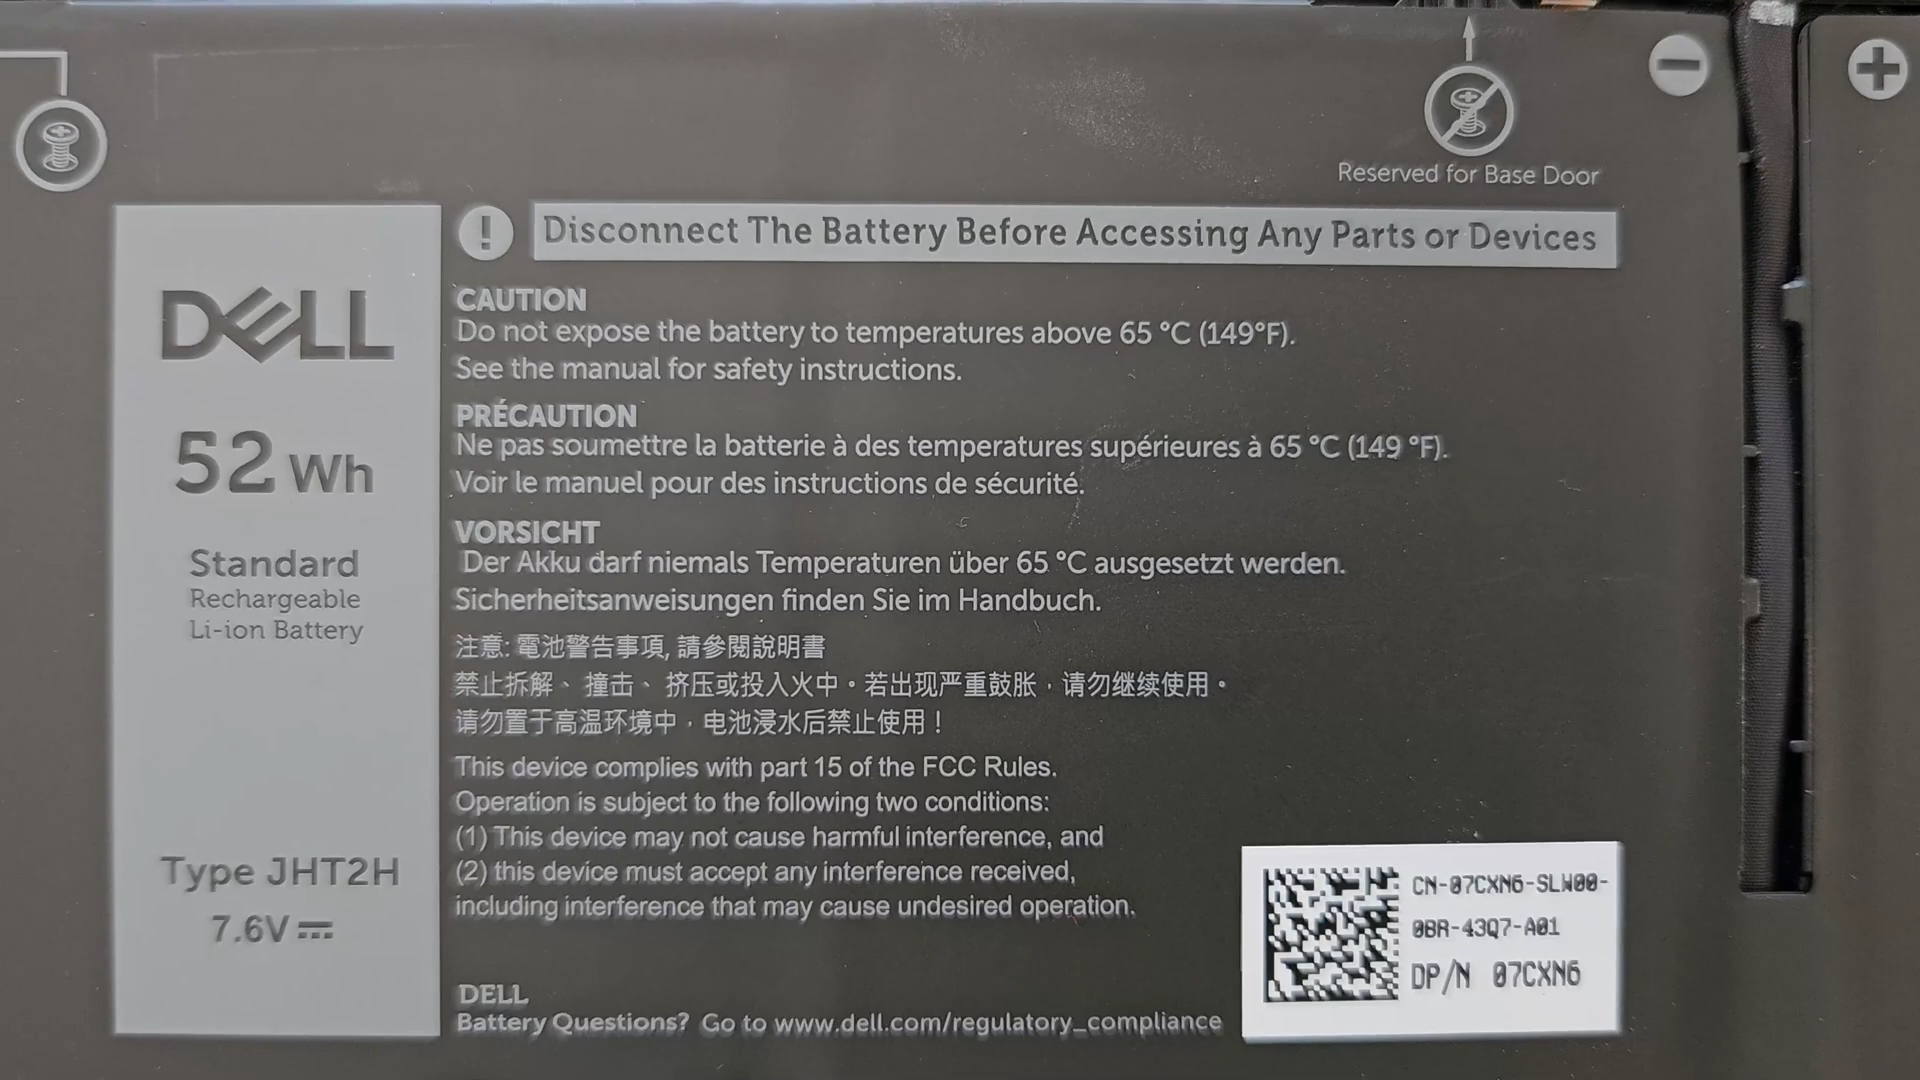 Reserved for Base Door
! Disconnect The Battery Before Accessing Any Parts or Devices
DELL
52 Wh
Standard
Rechargeable
Li-ion Battery
Type JHT2H
7.6V
CAUTION
Do not expose the battery to temperatures above 65 °C (149°F).
See the manual for safety instructions.
PRÉCAUTION
Ne pas soumettre la batterie à des temperatures supérieures à 65 °C (149 °F).
Voir le manuel pour des instructions de sécurité.
VORSICHT
Der Akku darf niemals Temperaturen über 65 °C ausgesetzt werden.
Sicherheitsanweisungen finden Sie im Handbuch.
注意: 電池警告事項, 請參閱說明書
禁止拆解、撞击、挤压或投入火中。若出现严重鼓胀，请勿继续使用。
请勿置于高温环境中，电池浸水后禁止使用！
This device complies with part 15 of the FCC Rules.
Operation is subject to the following two conditions:
(1) This device may not cause harmful interference, and
(2) this device must accept any interference received,
including interference that may cause undesired operation.
DELL
Battery Questions? Go to www.dell.com/regulatory_compliance
CN-07CXN6-SLW00-
0BR-43Q7-A01
DP/N 07CXN6